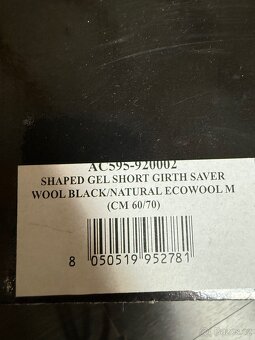 AC595-920002
SHAPED GEL SHORT GIRTH SAVER
WOOL BLACK/NATURAL ECOWOOL M
(CM 60/70)
8 050519 952781